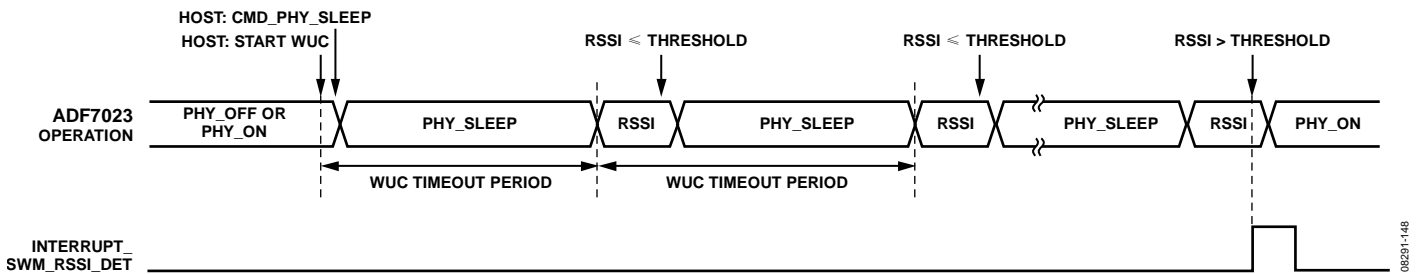 HOST: CMD_PHY_SLEEP
HOST: START WUC
RSSI ⩽ THRESHOLD
RSSI ⩽ THRESHOLD
RSSI > THRESHOLD
ADF7023
OPERATION
PHY_OFF OR
PHY_ON
PHY_SLEEP
RSSI
PHY_SLEEP
RSSI
PHY_SLEEP
RSSI
PHY_ON
WUC TIMEOUT PERIOD
WUC TIMEOUT PERIOD
INTERRUPT_
SWM_RSSI_DET
08291-148